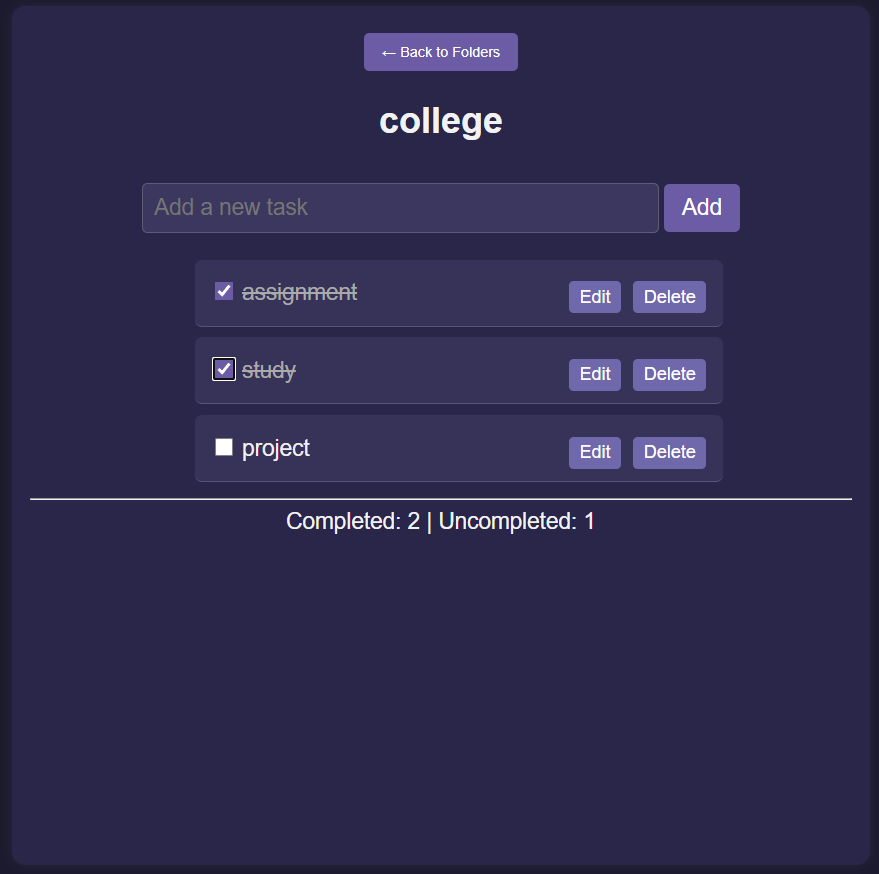 ← Back to Folders
college
Add a new task Add
assignment Edit Delete
study Edit Delete
project Edit Delete
Completed: 2 | Uncompleted: 1